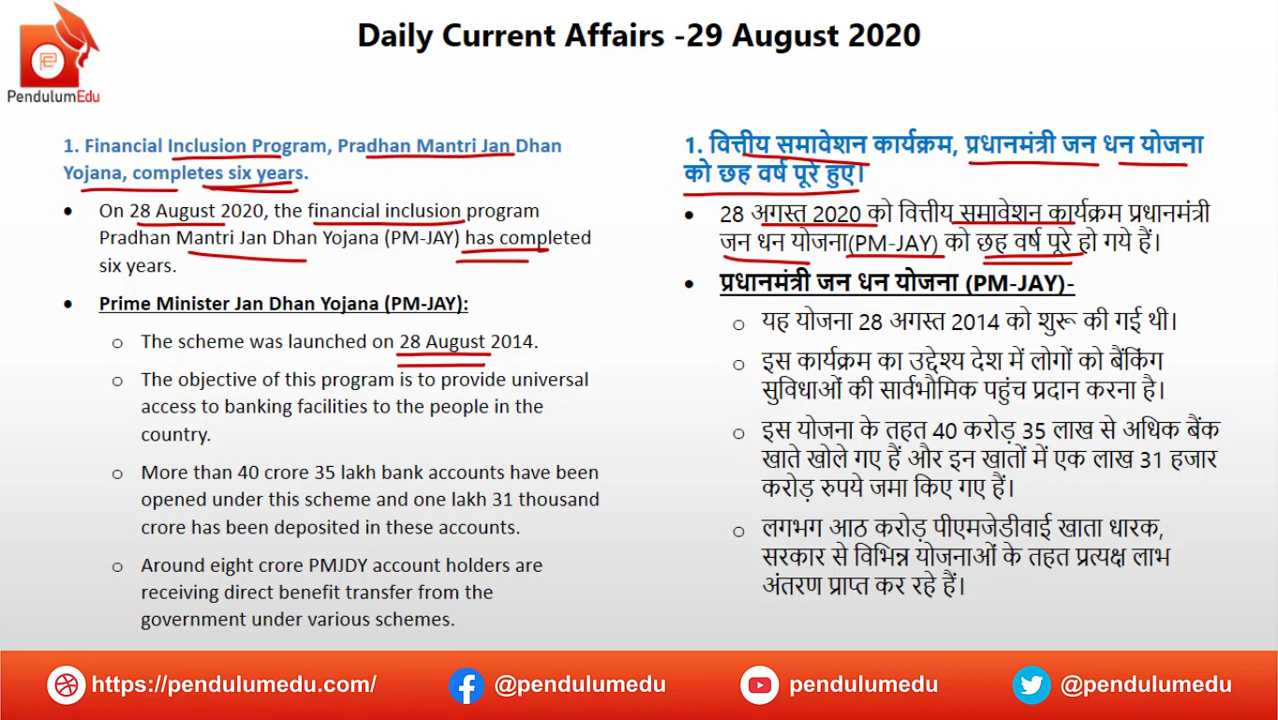 Daily Current Affairs -29 August 2020
PendulumEdu
1. Financial Inclusion Program, Pradhan Mantri Jan Dhan
Yojana, completes six years.
• On 28 August 2020, the financial inclusion program
Pradhan Mantri Jan Dhan Yojana (PM-JAY) has completed
six years.
• Prime Minister Jan Dhan Yojana (PM-JAY):
o The scheme was launched on 28 August 2014.
o The objective of this program is to provide universal
access to banking facilities to the people in the
country.
o More than 40 crore 35 lakh bank accounts have been
opened under this scheme and one lakh 31 thousand
crore has been deposited in these accounts.
o Around eight crore PMJDY account holders are
receiving direct benefit transfer from the
government under various schemes.
1. वित्तीय समावेशन कार्यक्रम, प्रधानमंत्री जन धन योजना
को छह वर्ष पूरे हुए।
• 28 अगस्त 2020 को वित्तीय समावेशन कार्यक्रम प्रधानमंत्री
जन धन योजना(PM-JAY) को छह वर्ष पूरे हो गये हैं।
• प्रधानमंत्री जन धन योजना (PM-JAY)-
o यह योजना 28 अगस्त 2014 को शुरू की गई थी।
o इस कार्यक्रम का उद्देश्य देश में लोगों को बैंकिंग
सुविधाओं की सार्वभौमिक पहुंच प्रदान करना है।
o इस योजना के तहत 40 करोड़ 35 लाख से अधिक बैंक
खाते खोले गए हैं और इन खातों में एक लाख 31 हजार
करोड़ रुपये जमा किए गए हैं।
o लगभग आठ करोड़ पीएमजेडीवाई खाता धारक,
सरकार से विभिन्न योजनाओं के तहत प्रत्यक्ष लाभ
अंतरण प्राप्त कर रहे हैं।
https://pendulumedu.com/ @pendulumedu pendulumedu @pendulumedu